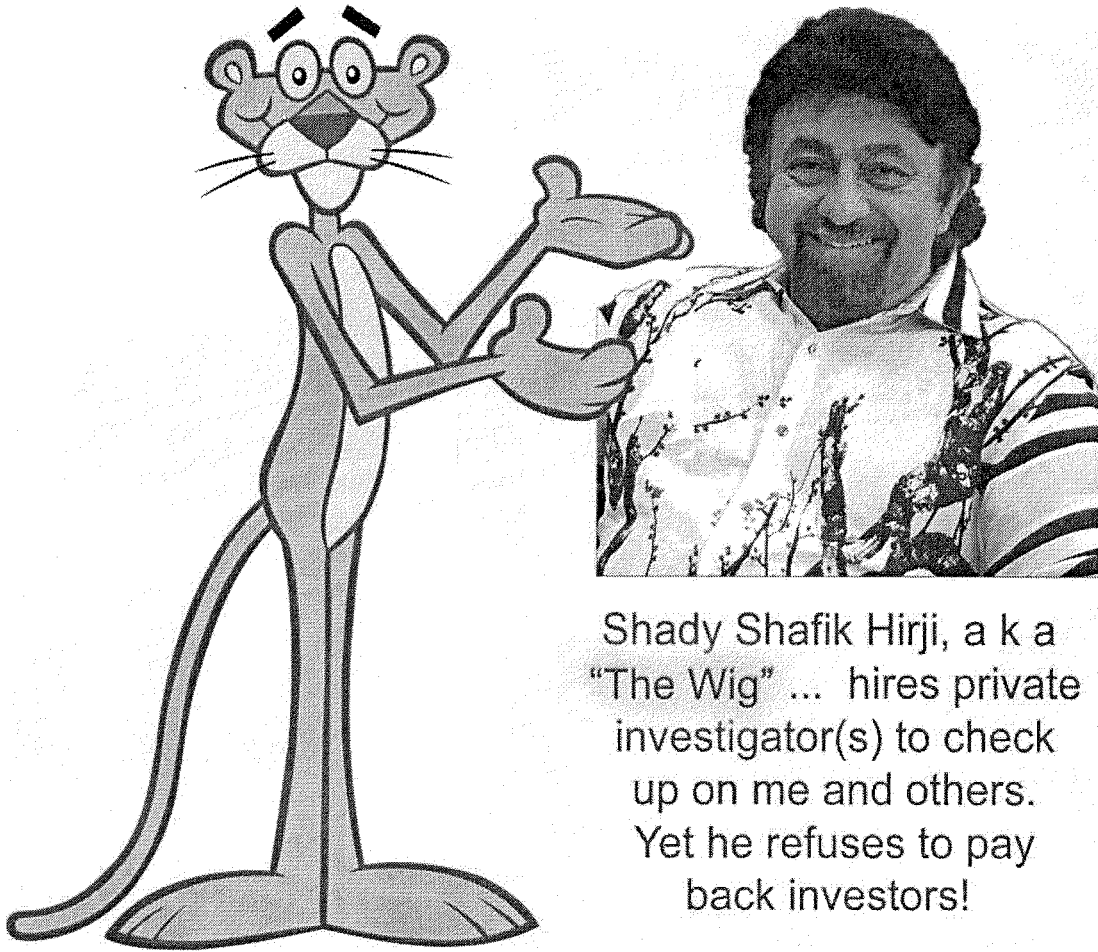 Shady Shafik Hirji, a k a
“The Wig” ... hires private
investigator(s) to check
up on me and others.
Yet he refuses to pay
back investors!